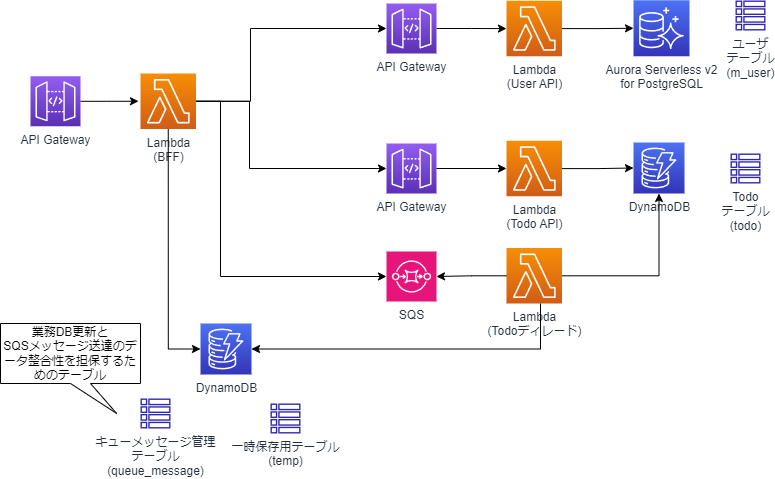 API Gateway
Lambda
(User API)
Aurora Serverless v2
for PostgreSQL
ユーザ
テーブル
(m_user)
API Gateway
Lambda
(BFF)
API Gateway
Lambda
(Todo API)
DynamoDB
Todo
テーブル
(todo)
SQS
Lambda
(Todoディレード)
業務DB更新と
SQSメッセージ送達のデ
ータ整合性を担保するた
めのテーブル
DynamoDB
キューメッセージ管理
テーブル
(queue_message)
一時保存用テーブル
(temp)